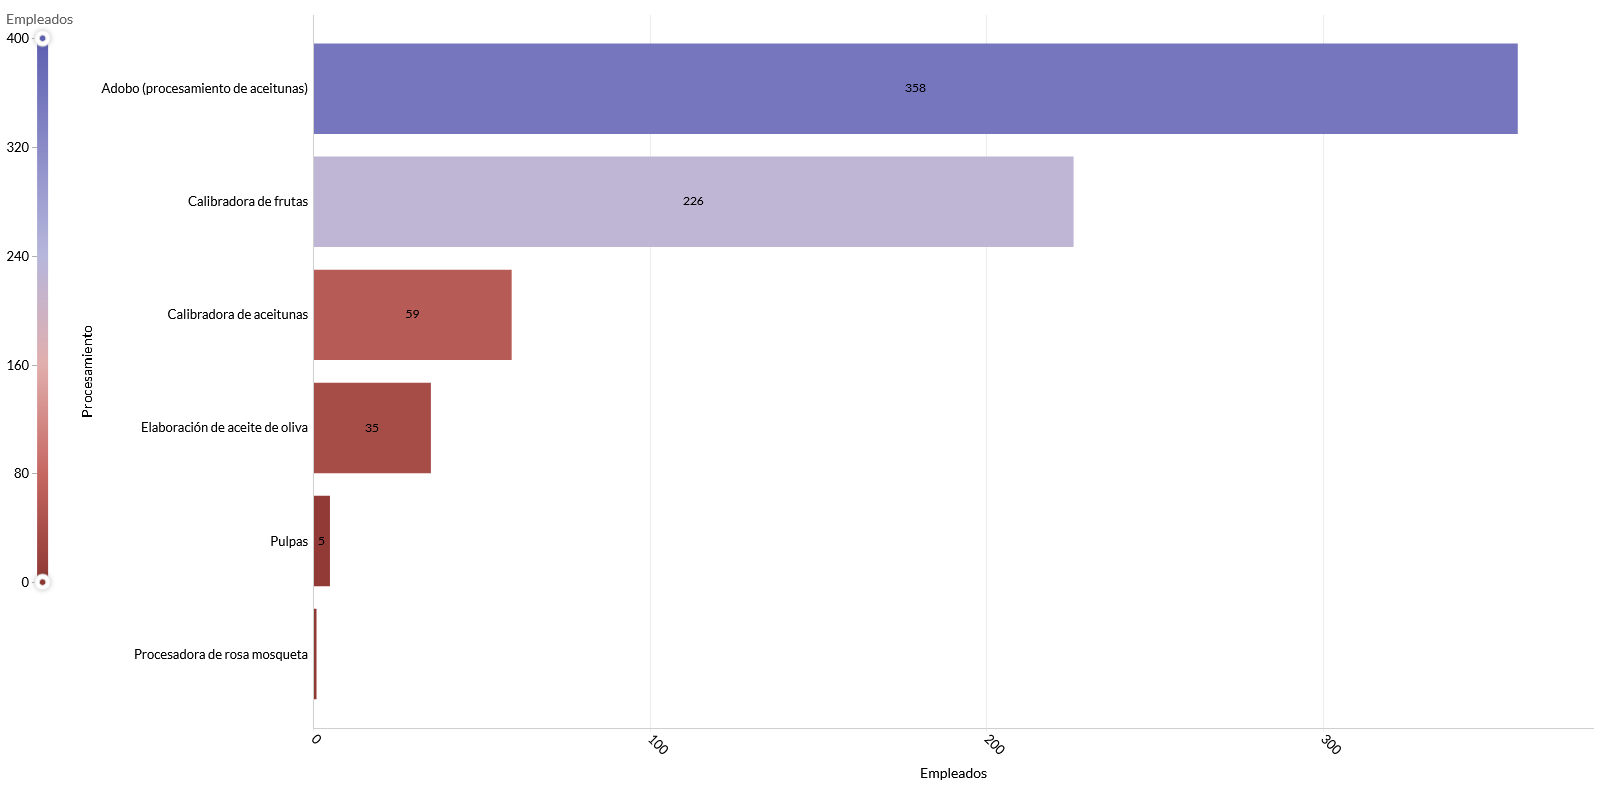 Empleados
400
320
240
160
80
0
Procesamiento
Adobo (procesamiento de aceitunas)
358
Calibradora de frutas
226
Calibradora de aceitunas
59
Elaboración de aceite de oliva
35
Pulpas
5
Procesadora de rosa mosqueta
0
100
200
300
Empleados